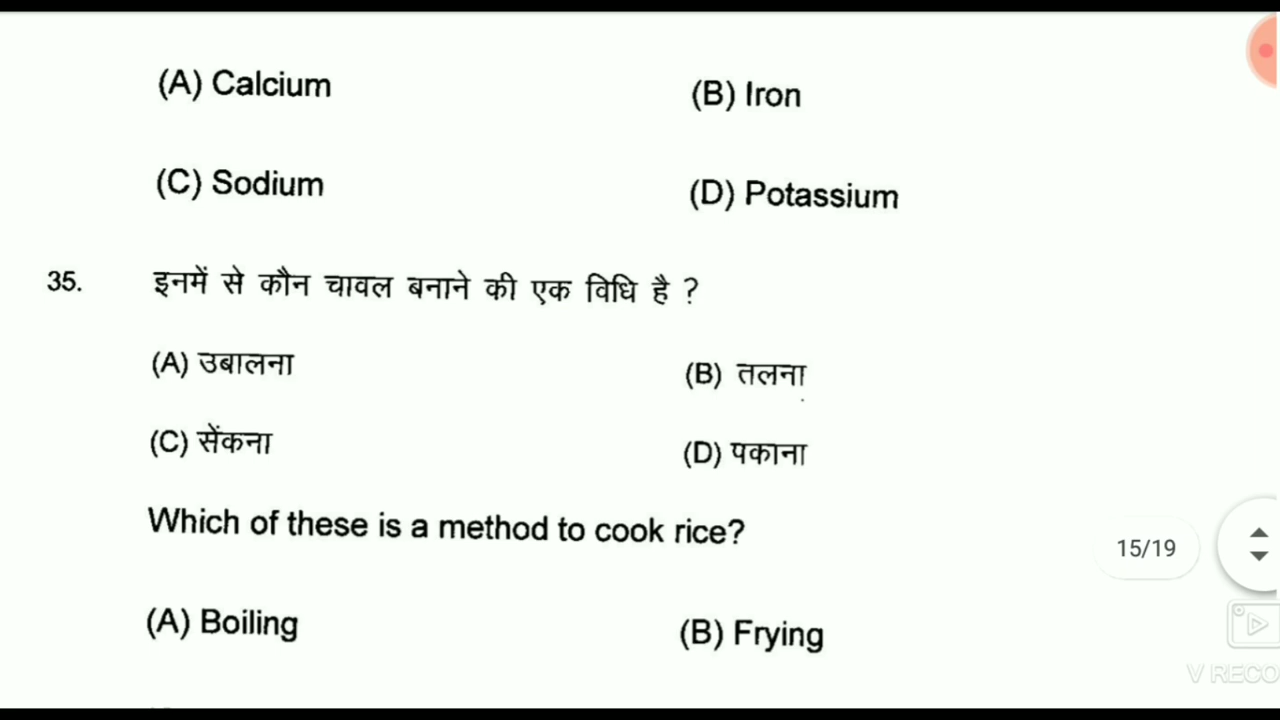 (A) Calcium (B) Iron
(C) Sodium (D) Potassium
35. इनमें से कौन चावल बनाने की एक विधि है ?
(A) उबालना (B) तलना
(C) सेंकना (D) पकाना
Which of these is a method to cook rice?
15/19
(A) Boiling (B) Frying
V RECO